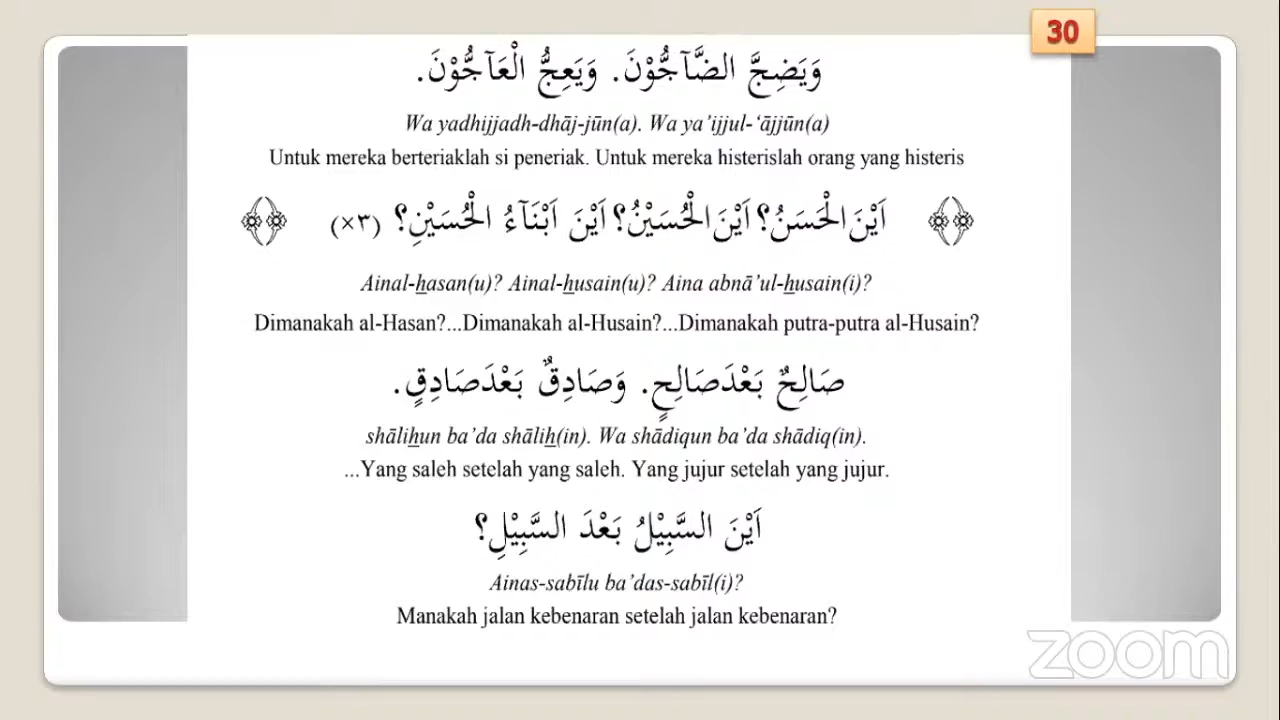 30
وَيَضِجَّ الضَّآجُّوْنَ. وَيَعِجُّ الْعَآجُّوْنَ.
Wa yadhijjadh-dhāj-jūn(a). Wa ya’ijjul-‘ājjūn(a)
Untuk mereka berteriaklah si peneriak. Untuk mereka histerislah orang yang histeris
اَيْنَ الْحَسَنُ؟ اَيْنَ الْحُسَيْنُ؟ اَيْنَ اَبْنَآءُ الْحُسَيْنِ؟ (٣×)
Ainal-hasan(u)? Ainal-husain(u)? Aina abnā’ul-husain(i)?
Dimanakah al-Hasan?...Dimanakah al-Husain?...Dimanakah putra-putra al-Husain?
صَالِحٌ بَعْدَ صَالِحٍ. وَصَادِقٌ بَعْدَ صَادِقٍ.
shālihun ba’da shālih(in). Wa shādiqun ba’da shādiq(in).
...Yang saleh setelah yang saleh. Yang jujur setelah yang jujur.
اَيْنَ السَّبِيْلُ بَعْدَ السَّبِيْلِ؟
Ainas-sabīlu ba’das-sabīl(i)?
Manakah jalan kebenaran setelah jalan kebenaran?
zoom